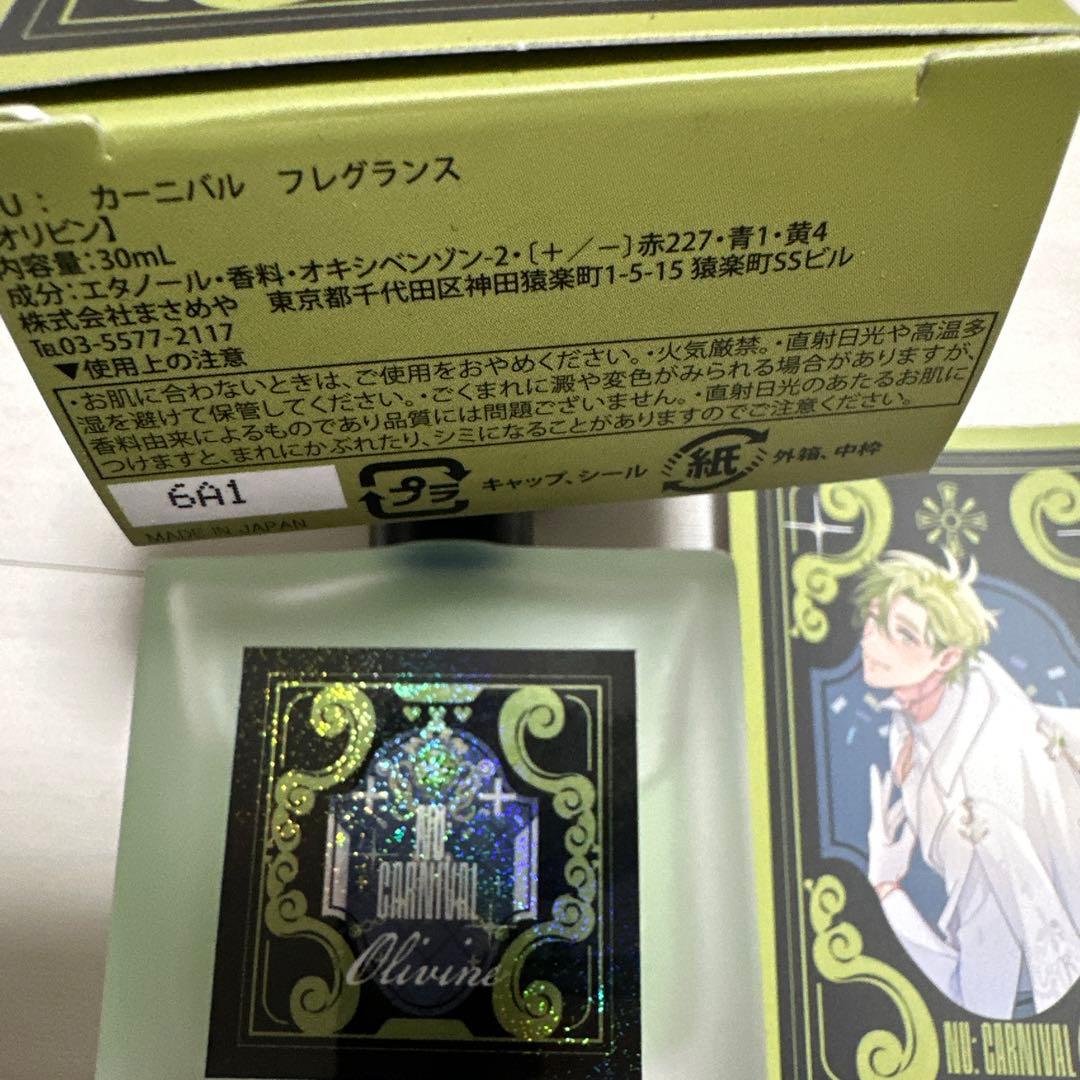 U： カーニバル フレグランス
オリビン】
内容量:30mL
成分:エタノール・香料・オキシベンゾン-2・〔＋／－〕赤227・青1・黄4
株式会社まさめや 東京都千代田区神田猿楽町1-5-15 猿楽町SSビル
℡03-5577-2117
▼使用上の注意
・お肌に合わないときは、ご使用をおやめください。・火気厳禁。・直射日光や高温多
湿を避けて保管してください。・ごくまれに澱や変色がみられる場合がありますが、
香料由来によるものであり品質には問題ございません。・直射日光のあたるお肌に
つけますと、まれにかぶれたり、シミになることがありますのでご注意ください。
6A1
プラ
キャップ、シール
紙
外箱、中枠
MADE IN JAPAN
NU:
CARNIVAL
Olivine
NU: CARNIVAL